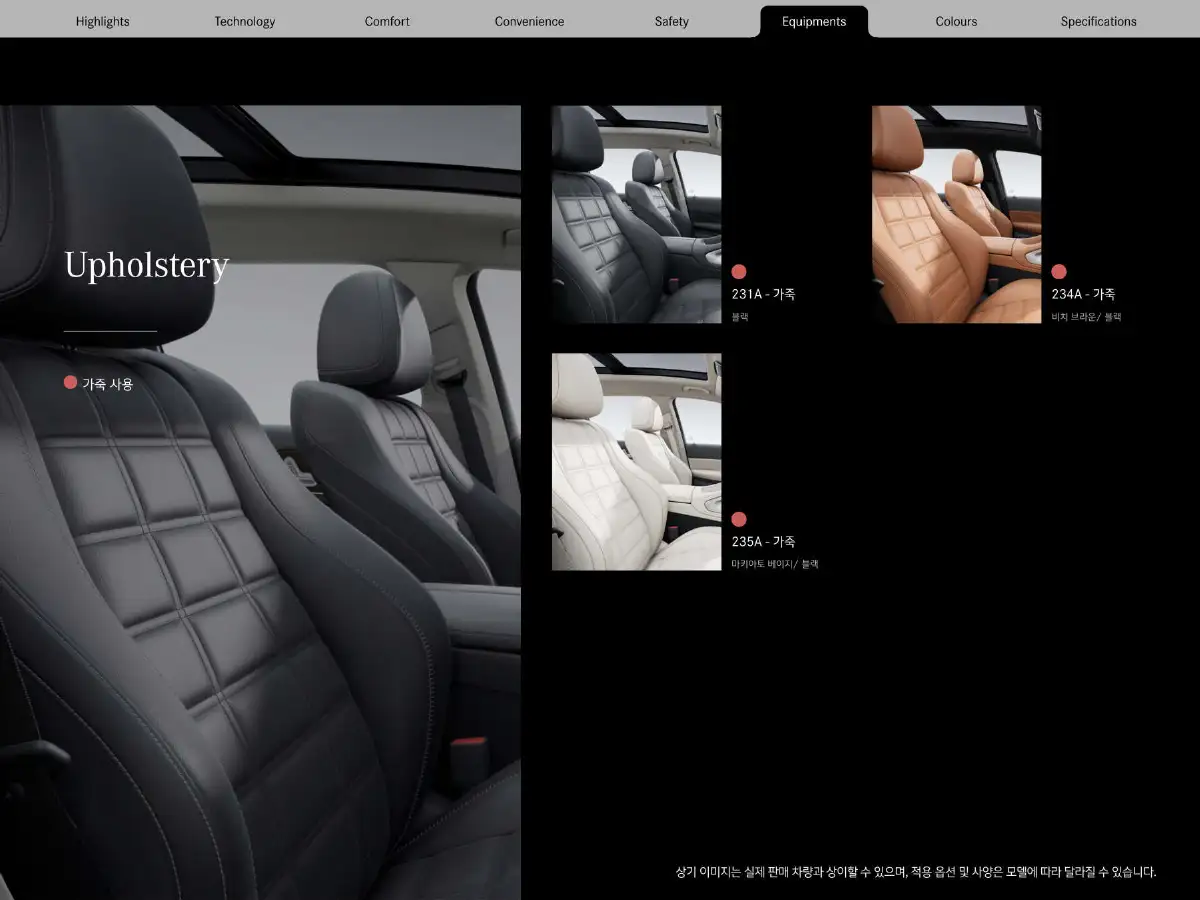 Highlights
Technology
Comfort
Convenience
Safety
Equipments
Colours
Specifications
Upholstery
가죽 사용
231A - 가죽
블랙
234A - 가죽
비치 브라운/ 블랙
235A - 가죽
마키아토 베이지/ 블랙
상기 이미지는 실제 판매 차량과 상이할 수 있으며, 적용 옵션 및 사양은 모델에 따라 달라질 수 있습니다.